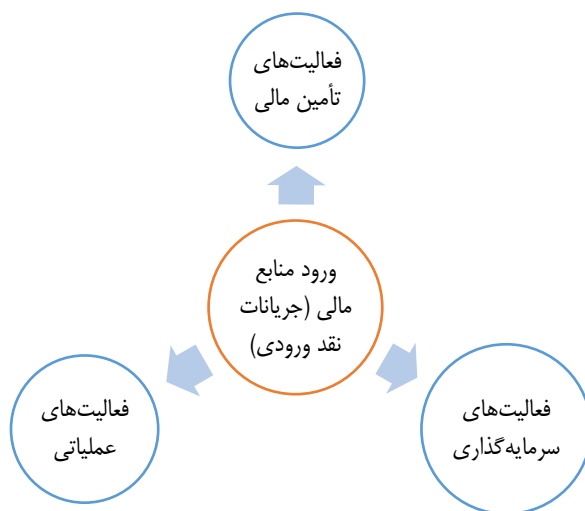 فعالیت‌های
تأمین مالی
ورود منابع
مالی (جریانات
نقد ورودی)
فعالیت‌های
سرمایه‌گذاری
فعالیت‌های
عملیاتی